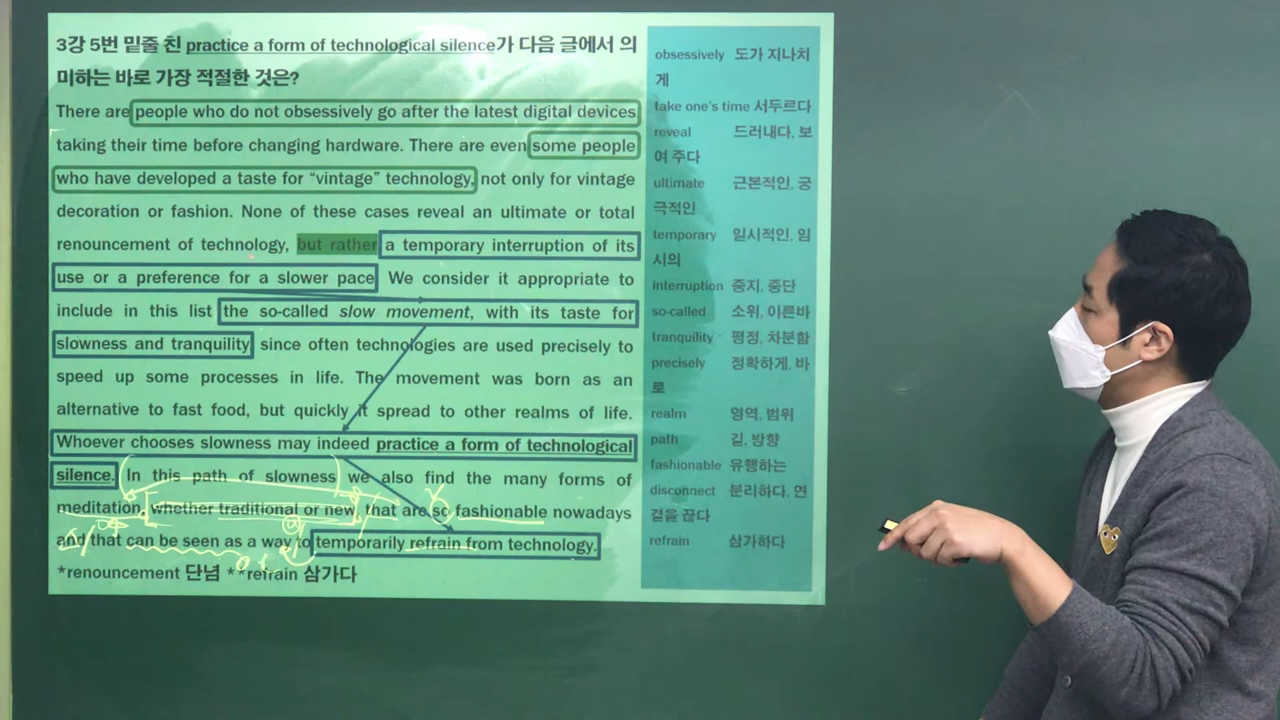 3강 5번 밑줄 친 practice a form of technological silence가 다음 글에서 의
미하는 바로 가장 적절한 것은?
There are people who do not obsessively go after the latest digital devices
taking their time before changing hardware. There are even some people
who have developed a taste for “vintage” technology, not only for vintage
decoration or fashion. None of these cases reveal an ultimate or total
renouncement of technology, but rather a temporary interruption of its
use or a preference for a slower pace We consider it appropriate to
include in this list the so-called slow movement, with its taste for
slowness and tranquility since often technologies are used precisely to
speed up some processes in life. The movement was born as an
alternative to fast food, but quickly it spread to other realms of life.
Whoever chooses slowness may indeed practice a form of technological
silence. In this path of slowness we also find the many forms of
meditation, whether traditional or new, that are so fashionable nowadays
and that can be seen as a way to temporarily refrain from technology.
*renouncement 단념 **refrain 삼가다
obsessively 도가 지나치
게
take one’s time 서두르다
reveal 드러내다, 보
여 주다
ultimate 근본적인, 궁
극적인
temporary 일시적인, 임
시의
interruption 중지, 중단
so-called 소위, 이른바
tranquility 평정, 차분함
precisely 정확하게, 바
로
realm 영역, 범위
path 길, 방향
fashionable 유행하는
disconnect 분리하다, 연
결을 끊다
refrain 삼가하다